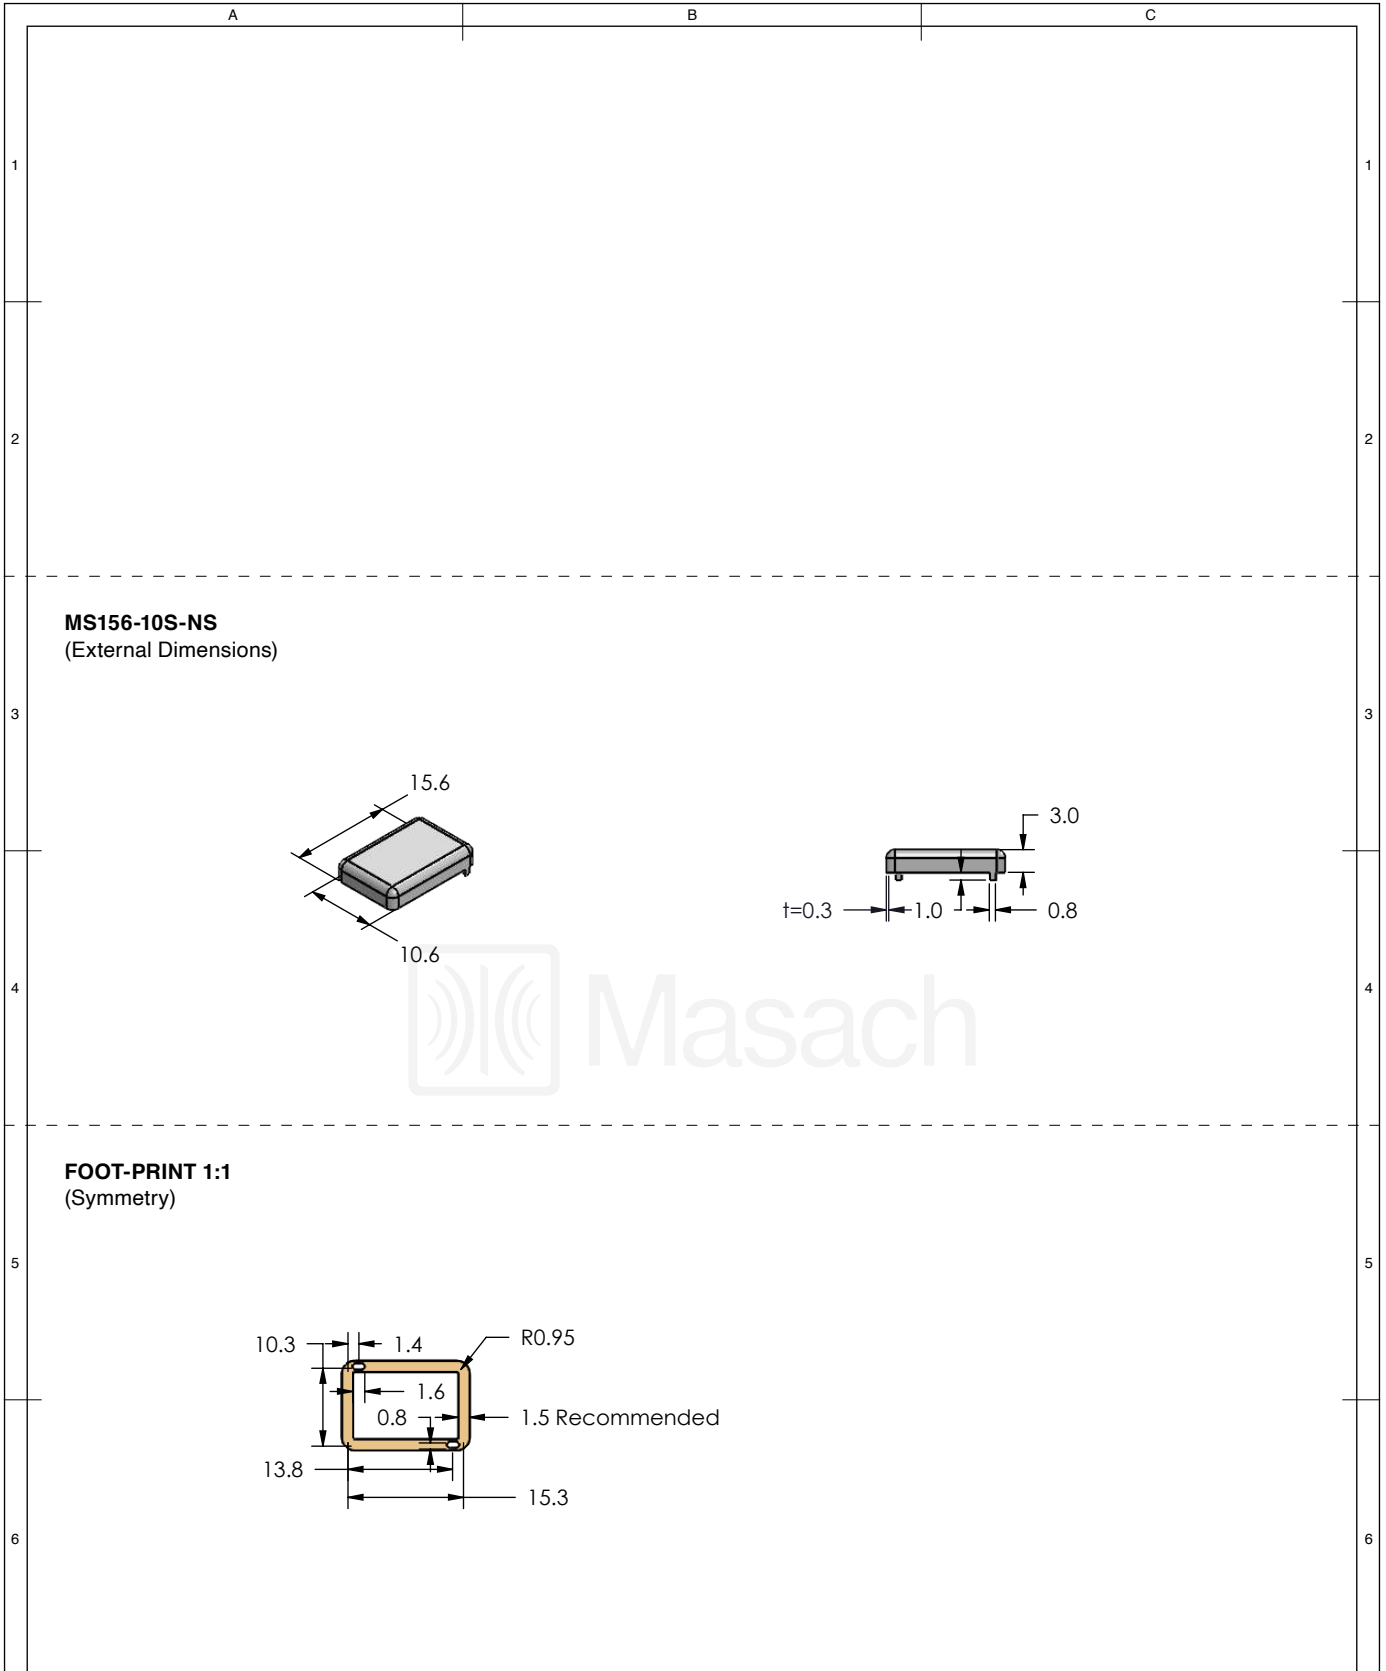 A B C
1 1
2 2
MS156-10S-NS
(External Dimensions)
3 3
15.6
3.0
t=0.3 1.0 0.8
10.6
4 4
Masach
FOOT-PRINT 1:1
(Symmetry)
5 5
10.3 1.4 R0.95
1.6
0.8 1.5 Recommended
13.8
15.3
6 6